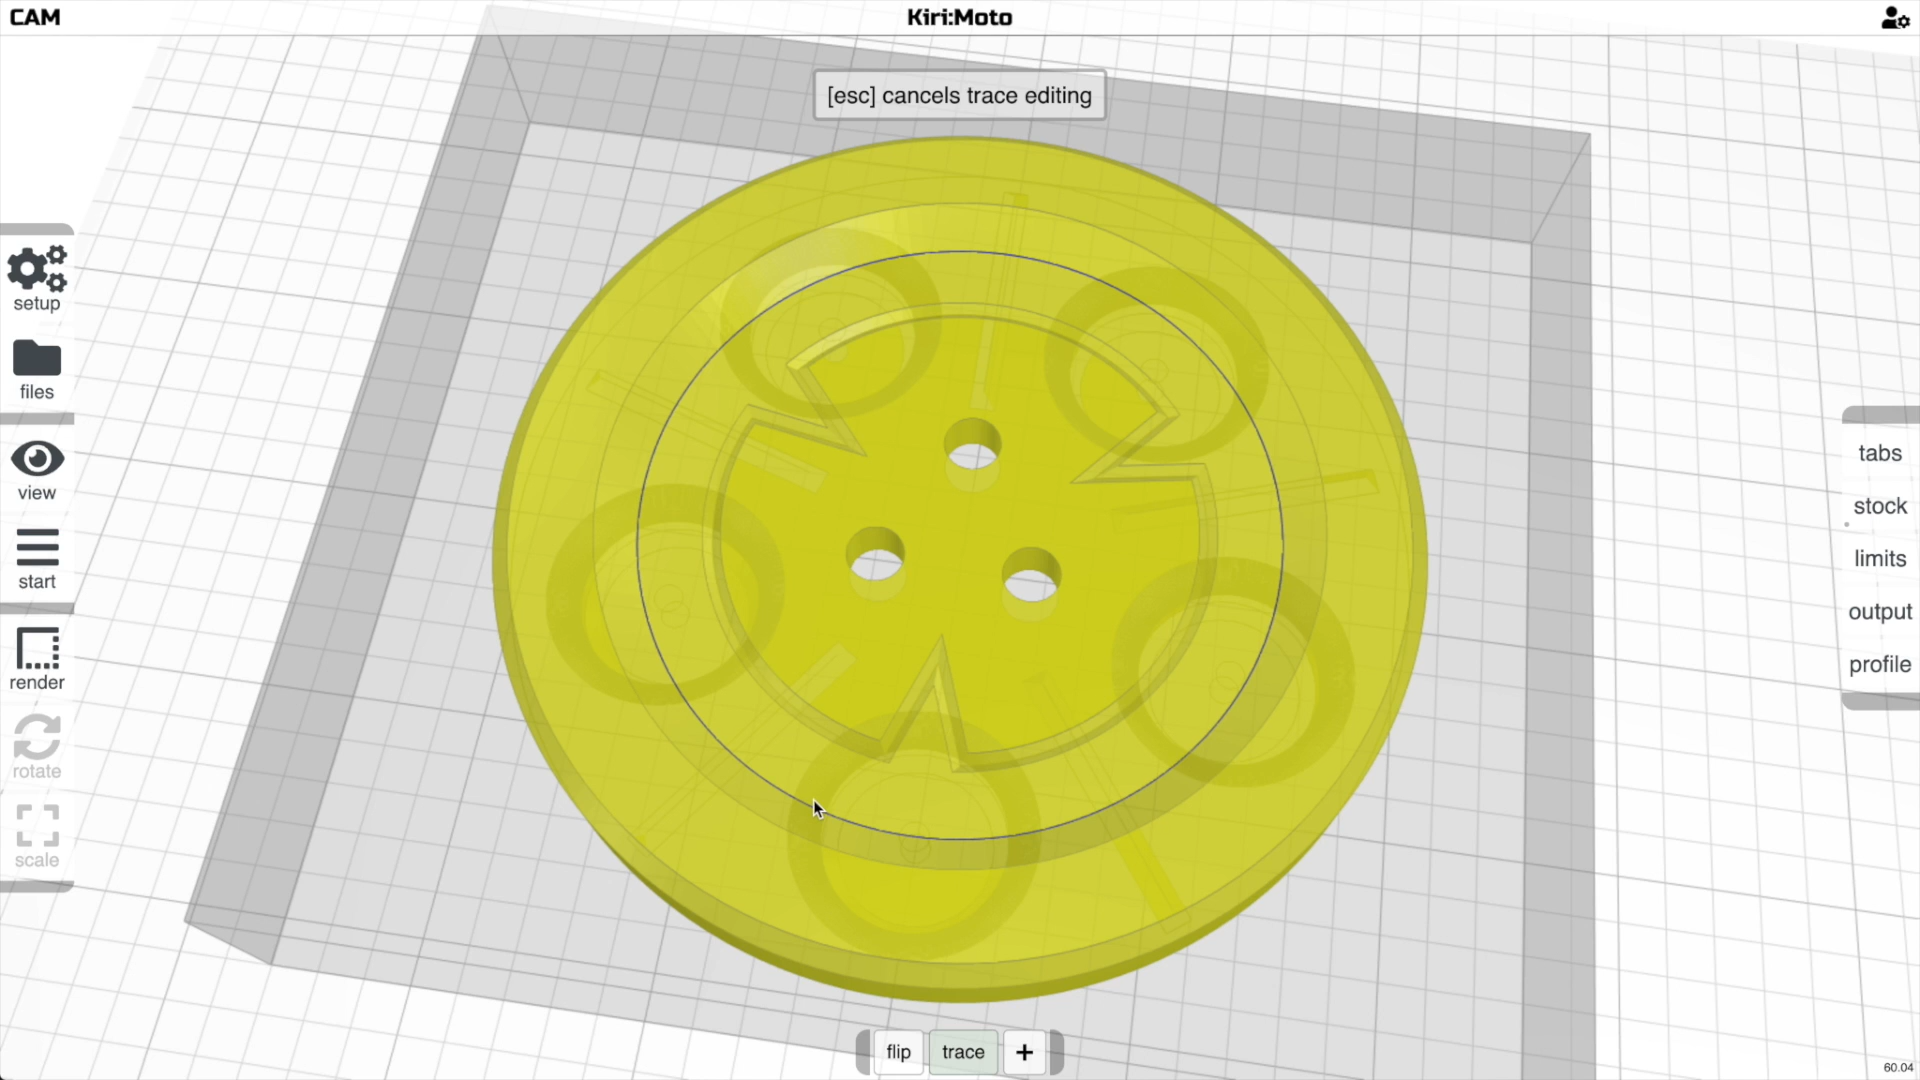 CAM
Kiri:Moto
[esc] cancels trace editing
setup
files
view
start
render
rotate
scale
tabs
stock
limits
output
profile
flip
trace
+
60.04